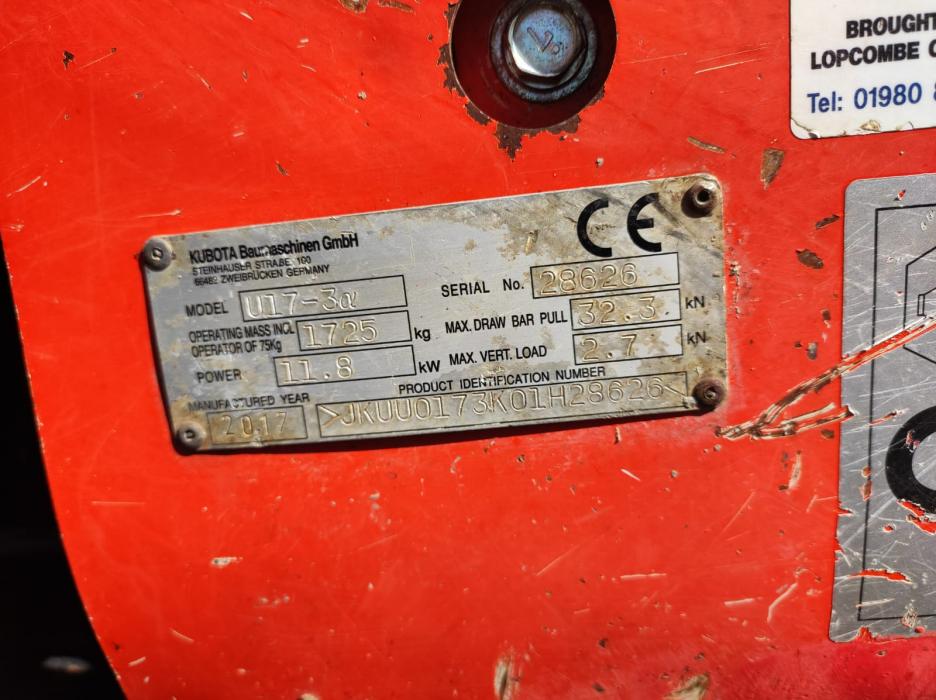 BROUGHT
LOPCOMBE C
Tel: 01980 8
CE
KUBOTA Baumaschinen GmbH
STEINHAUSER STRAßE 100
66482 ZWEIBRÜCKEN GERMANY
MODEL U17-3α
SERIAL No. 28626
OPERATING MASS INCL
OPERATOR OF 75Kg 1725 kg
MAX. DRAW BAR PULL 32.3 kN
POWER 11.8 kW
MAX. VERT. LOAD 2.7 kN
PRODUCT IDENTIFICATION NUMBER
MANUFACTURED YEAR
2017 >JKUU0173K01H28626>